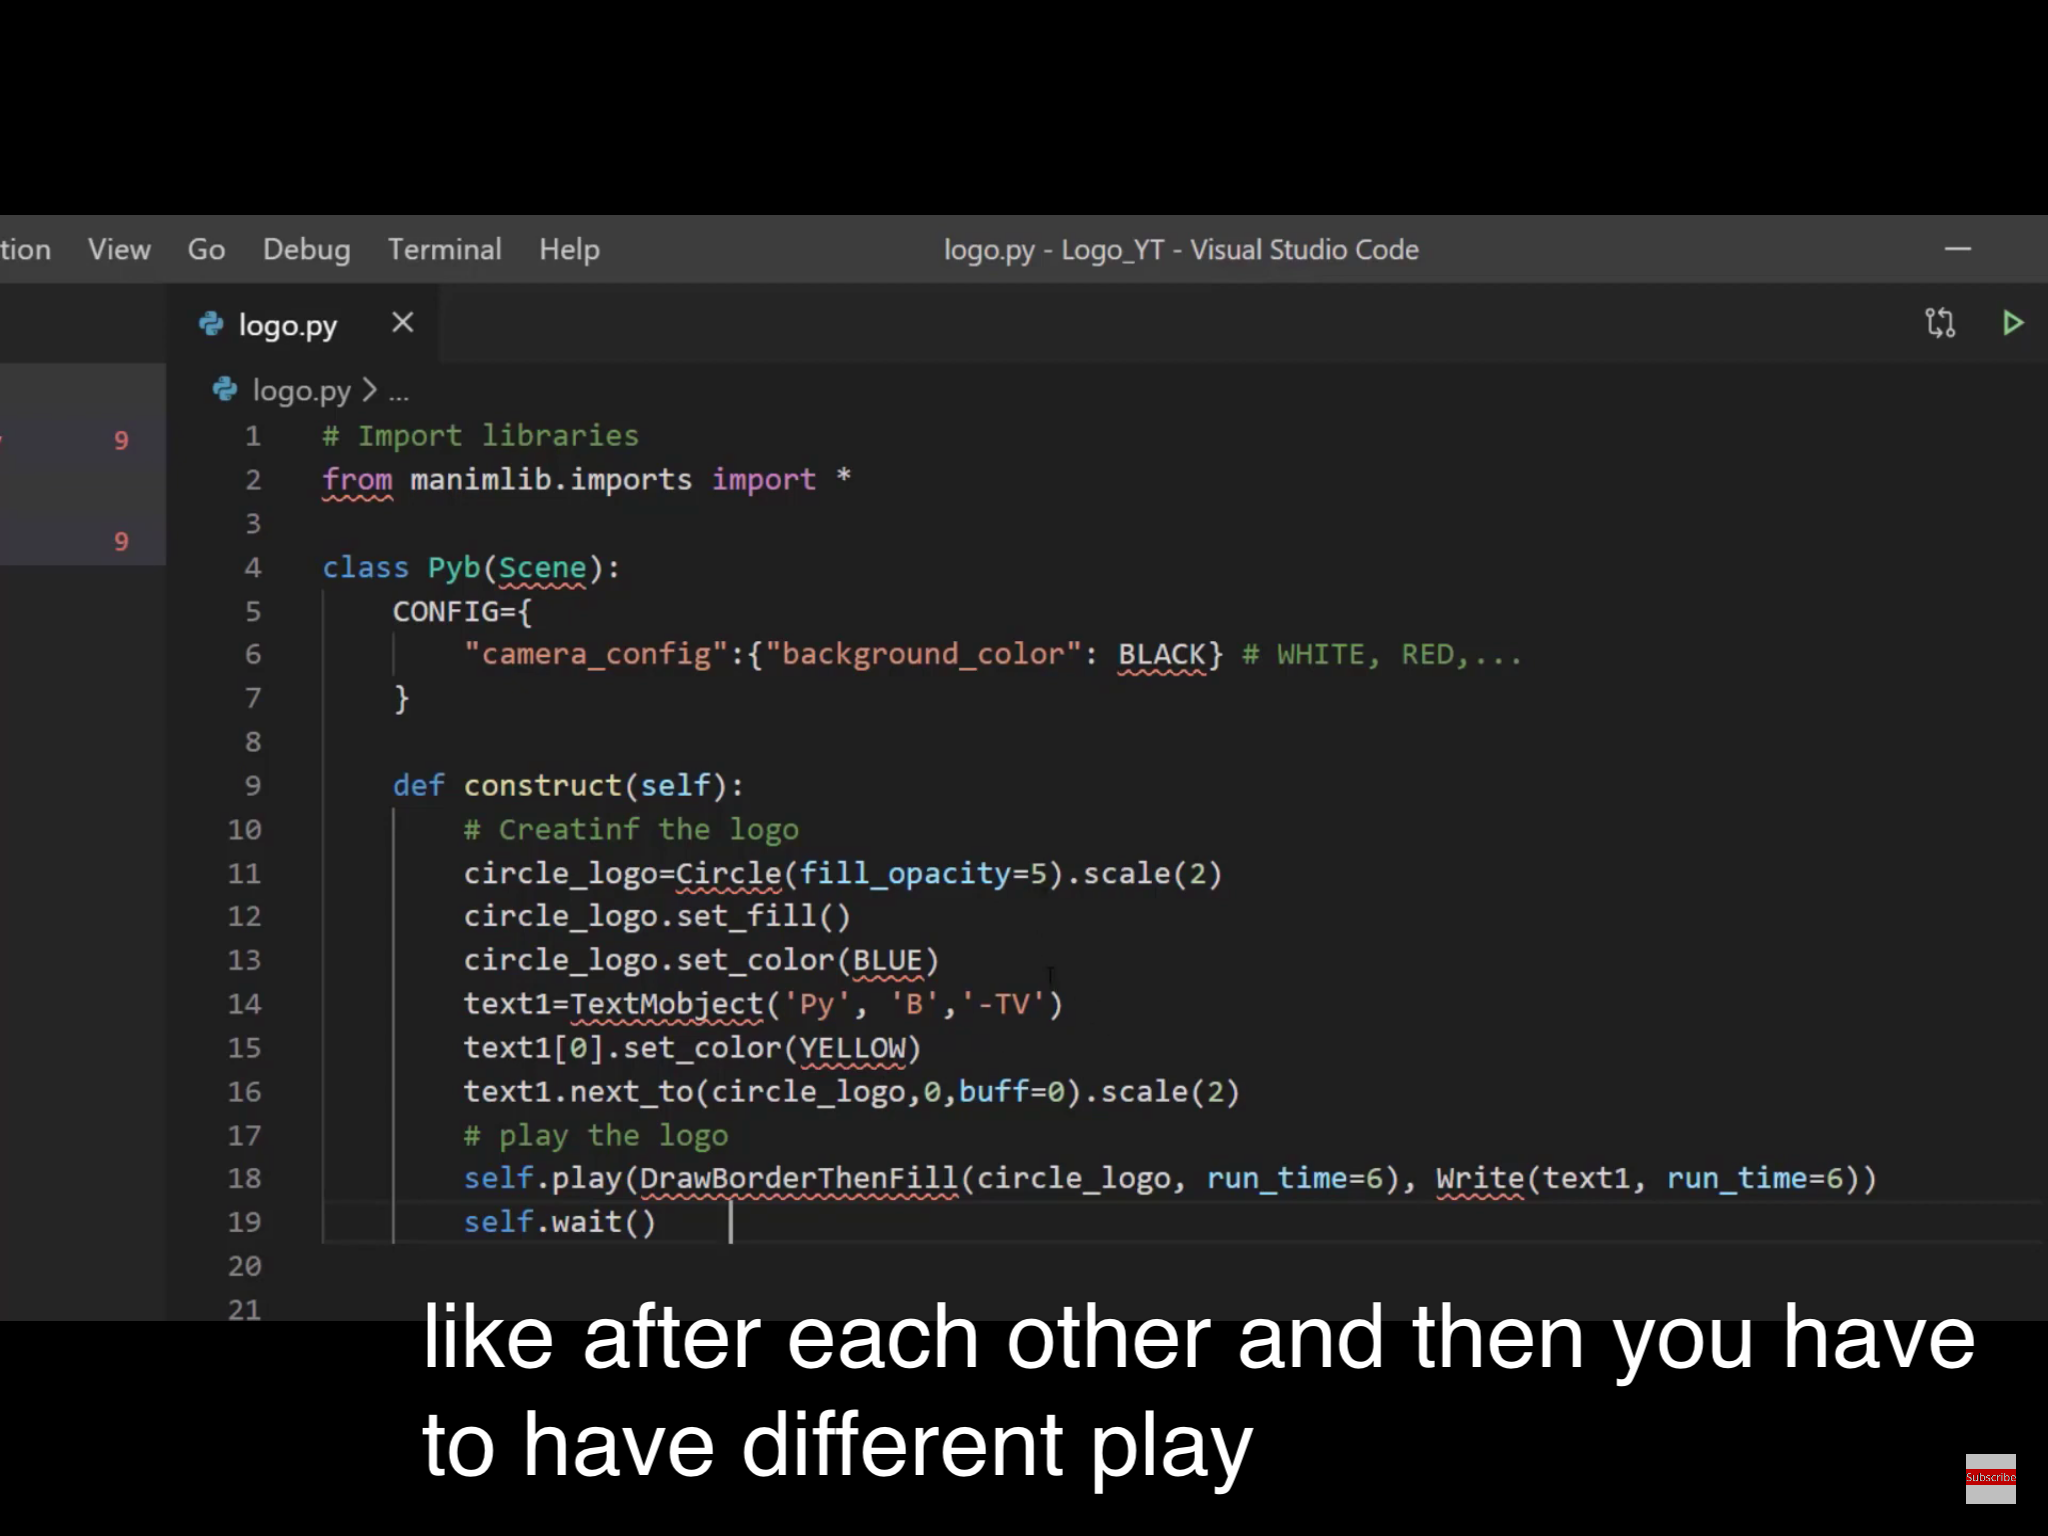 tion View Go Debug Terminal Help logo.py - Logo_YT - Visual Studio Code
logo.py
logo.py > ...
9
9
1 # Import libraries
2 from manimlib.imports import *
3
4 class Pyb(Scene):
5 CONFIG={
6 "camera_config":{"background_color": BLACK} # WHITE, RED,...
7 }
8
9 def construct(self):
10 # Creatinf the logo
11 circle_logo=Circle(fill_opacity=5).scale(2)
12 circle_logo.set_fill()
13 circle_logo.set_color(BLUE)
14 text1=TextMobject('Py', 'B','-TV')
15 text1[0].set_color(YELLOW)
16 text1.next_to(circle_logo,0,buff=0).scale(2)
17 # play the logo
18 self.play(DrawBorderThenFill(circle_logo, run_time=6), Write(text1, run_time=6))
19 self.wait()
20
21
like after each other and then you have
to have different play
Subscribe